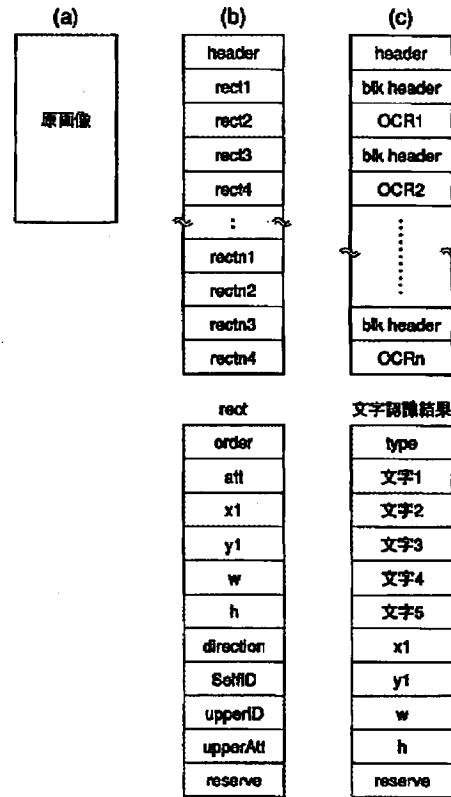 (a)
原画像
(b)
header
rect1
rect2
rect3
rect4
:
rectn1
rectn2
rectn3
rectn4
(c)
header
blk header
OCR1
blk header
OCR2
blk header
OCRn
rect
order
att
x1
y1
w
h
direction
SelfID
upperID
upperAtt
reserve
文字認識結果
type
文字1
文字2
文字3
文字4
文字5
x1
y1
w
h
reserve